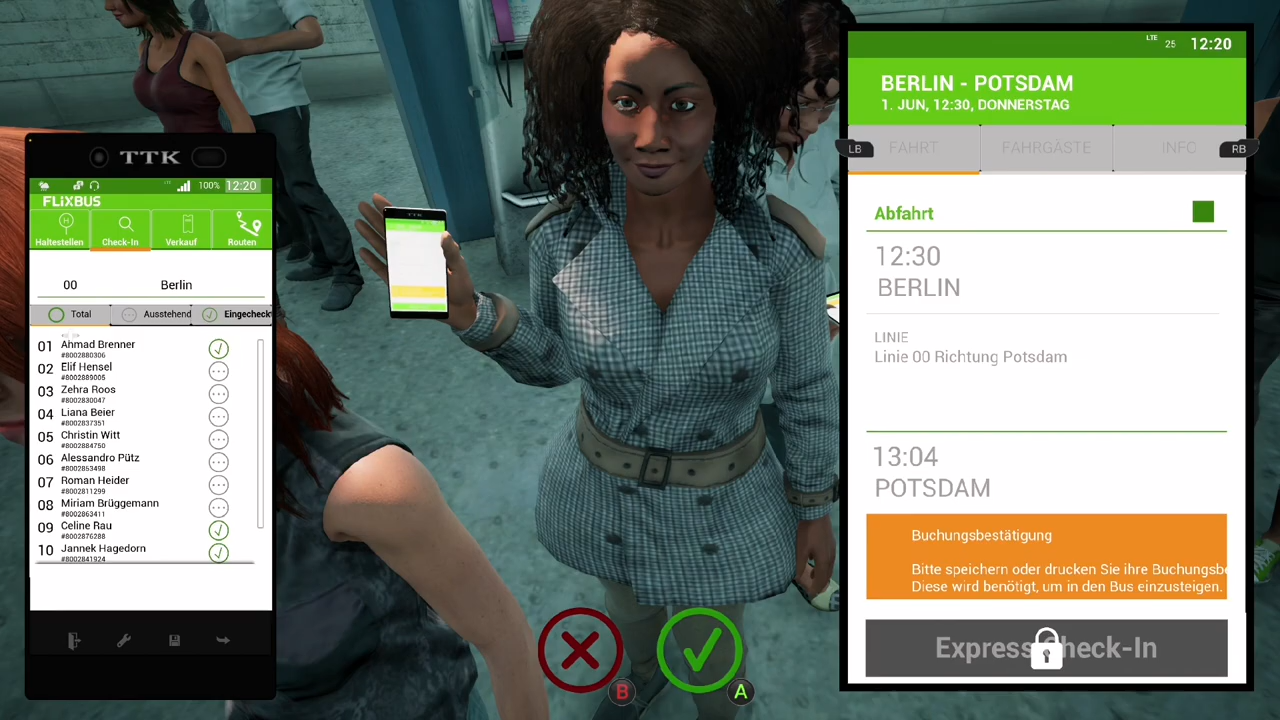 TTK
100% 12:20
FLiXBUS
Haltestellen Check-In Verkauf Routen
00 Berlin
Total Ausstehend Eingecheck
01 Ahmad Brenner
#8002880306
02 Elif Hensel
#8002889005
03 Zehra Roos
#8002830047
04 Liana Beier
#8002837351
05 Christin Witt
#8002884750
06 Alessandro Pütz
#8002853498
07 Roman Heider
#8002811299
08 Miriam Brüggemann
#8002863411
09 Celine Rau
#8002876288
10 Jannek Hagedorn
#8002841924
B A
LTE 25 12:20
BERLIN - POTSDAM
1. JUN, 12:30, DONNERSTAG
LB FAHRT FAHRGÄSTE INFO RB
Abfahrt
12:30
BERLIN
LINIE
Linie 00 Richtung Potsdam
13:04
POTSDAM
Buchungsbestätigung
Bitte speichern oder drucken Sie ihre Buchungsbe
Diese wird benötigt, um in den Bus einzusteigen.
Express Check-In